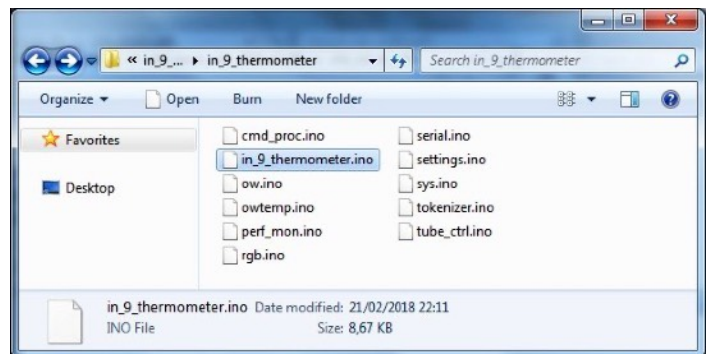 « in_9_... ▸ in_9_thermometer
Search in_9_thermometer
Organize Open Burn New folder
Favorites
Desktop
cmd_proc.ino
in_9_thermometer.ino
ow.ino
owtemp.ino
perf_mon.ino
rgb.ino
serial.ino
settings.ino
sys.ino
tokenizer.ino
tube_ctrl.ino
in_9_thermometer.ino Date modified: 21/02/2018 22:11
INO File Size: 8,67 KB